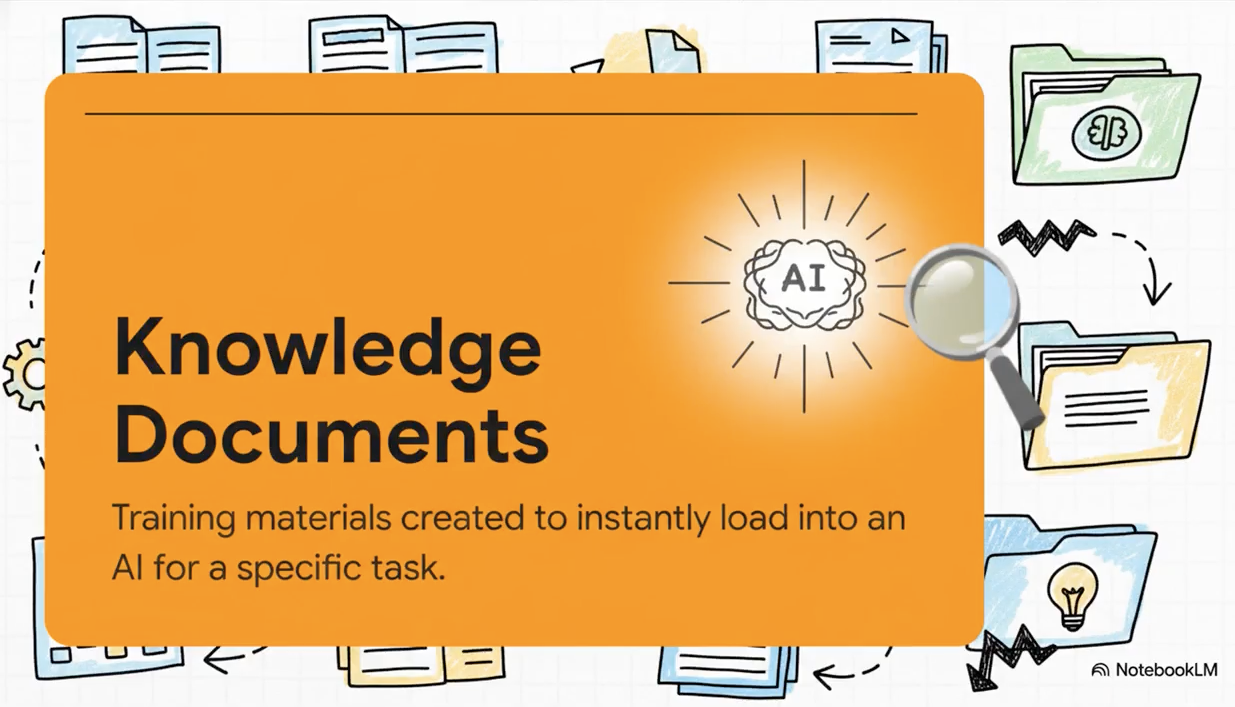 AI
Knowledge
Documents
Training materials created to instantly load into an
AI for a specific task.
NotebookLM